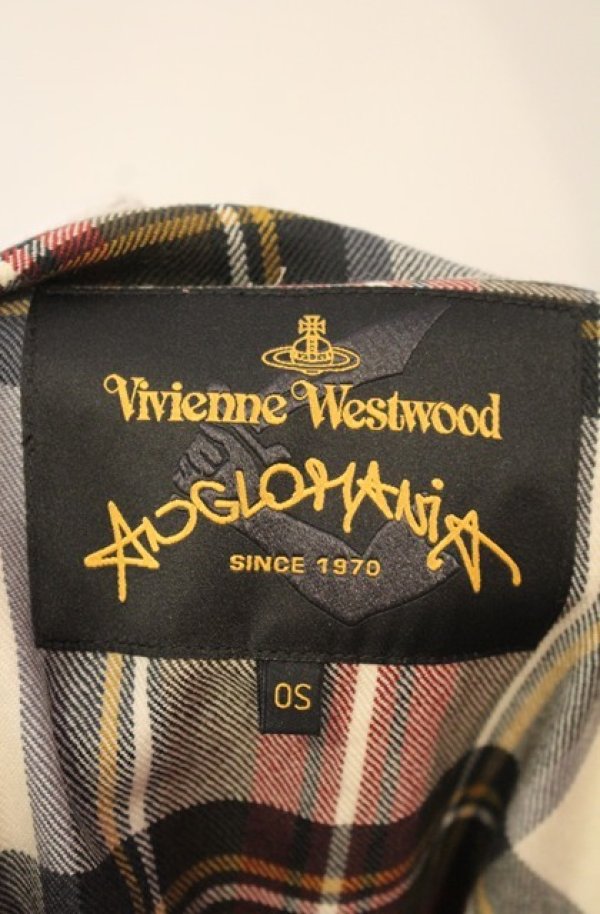 Vivienne Westwood
ANGLOMANiA
SINCE 1970
OS